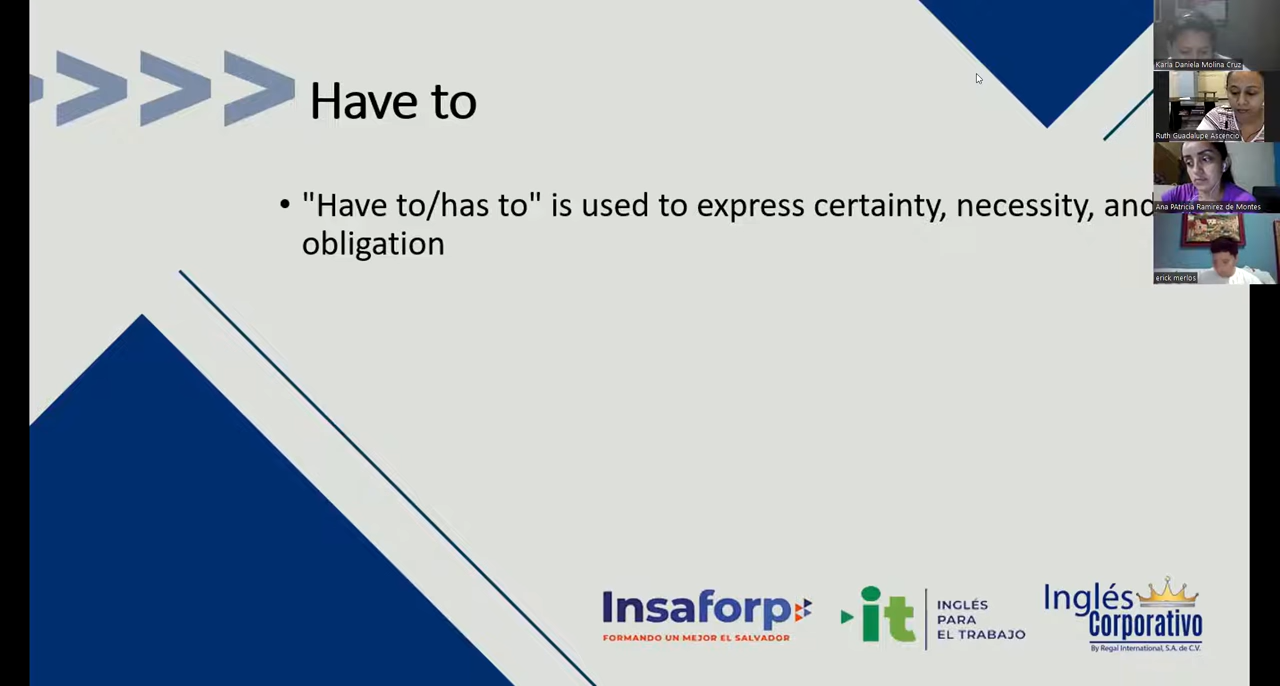 Have to
• "Have to/has to" is used to express certainty, necessity, and
obligation
Karla Daniela Molina Cruz
Ruth Guadalupe Ascencio
Ana PAtricia Ramirez de Montes
erick merlos
Insaforp
FORMANDO UN MEJOR EL SALVADOR
it
INGLÉS
PARA
EL TRABAJO
Inglés
Corporativo
By Regal International, S.A. de C.V.